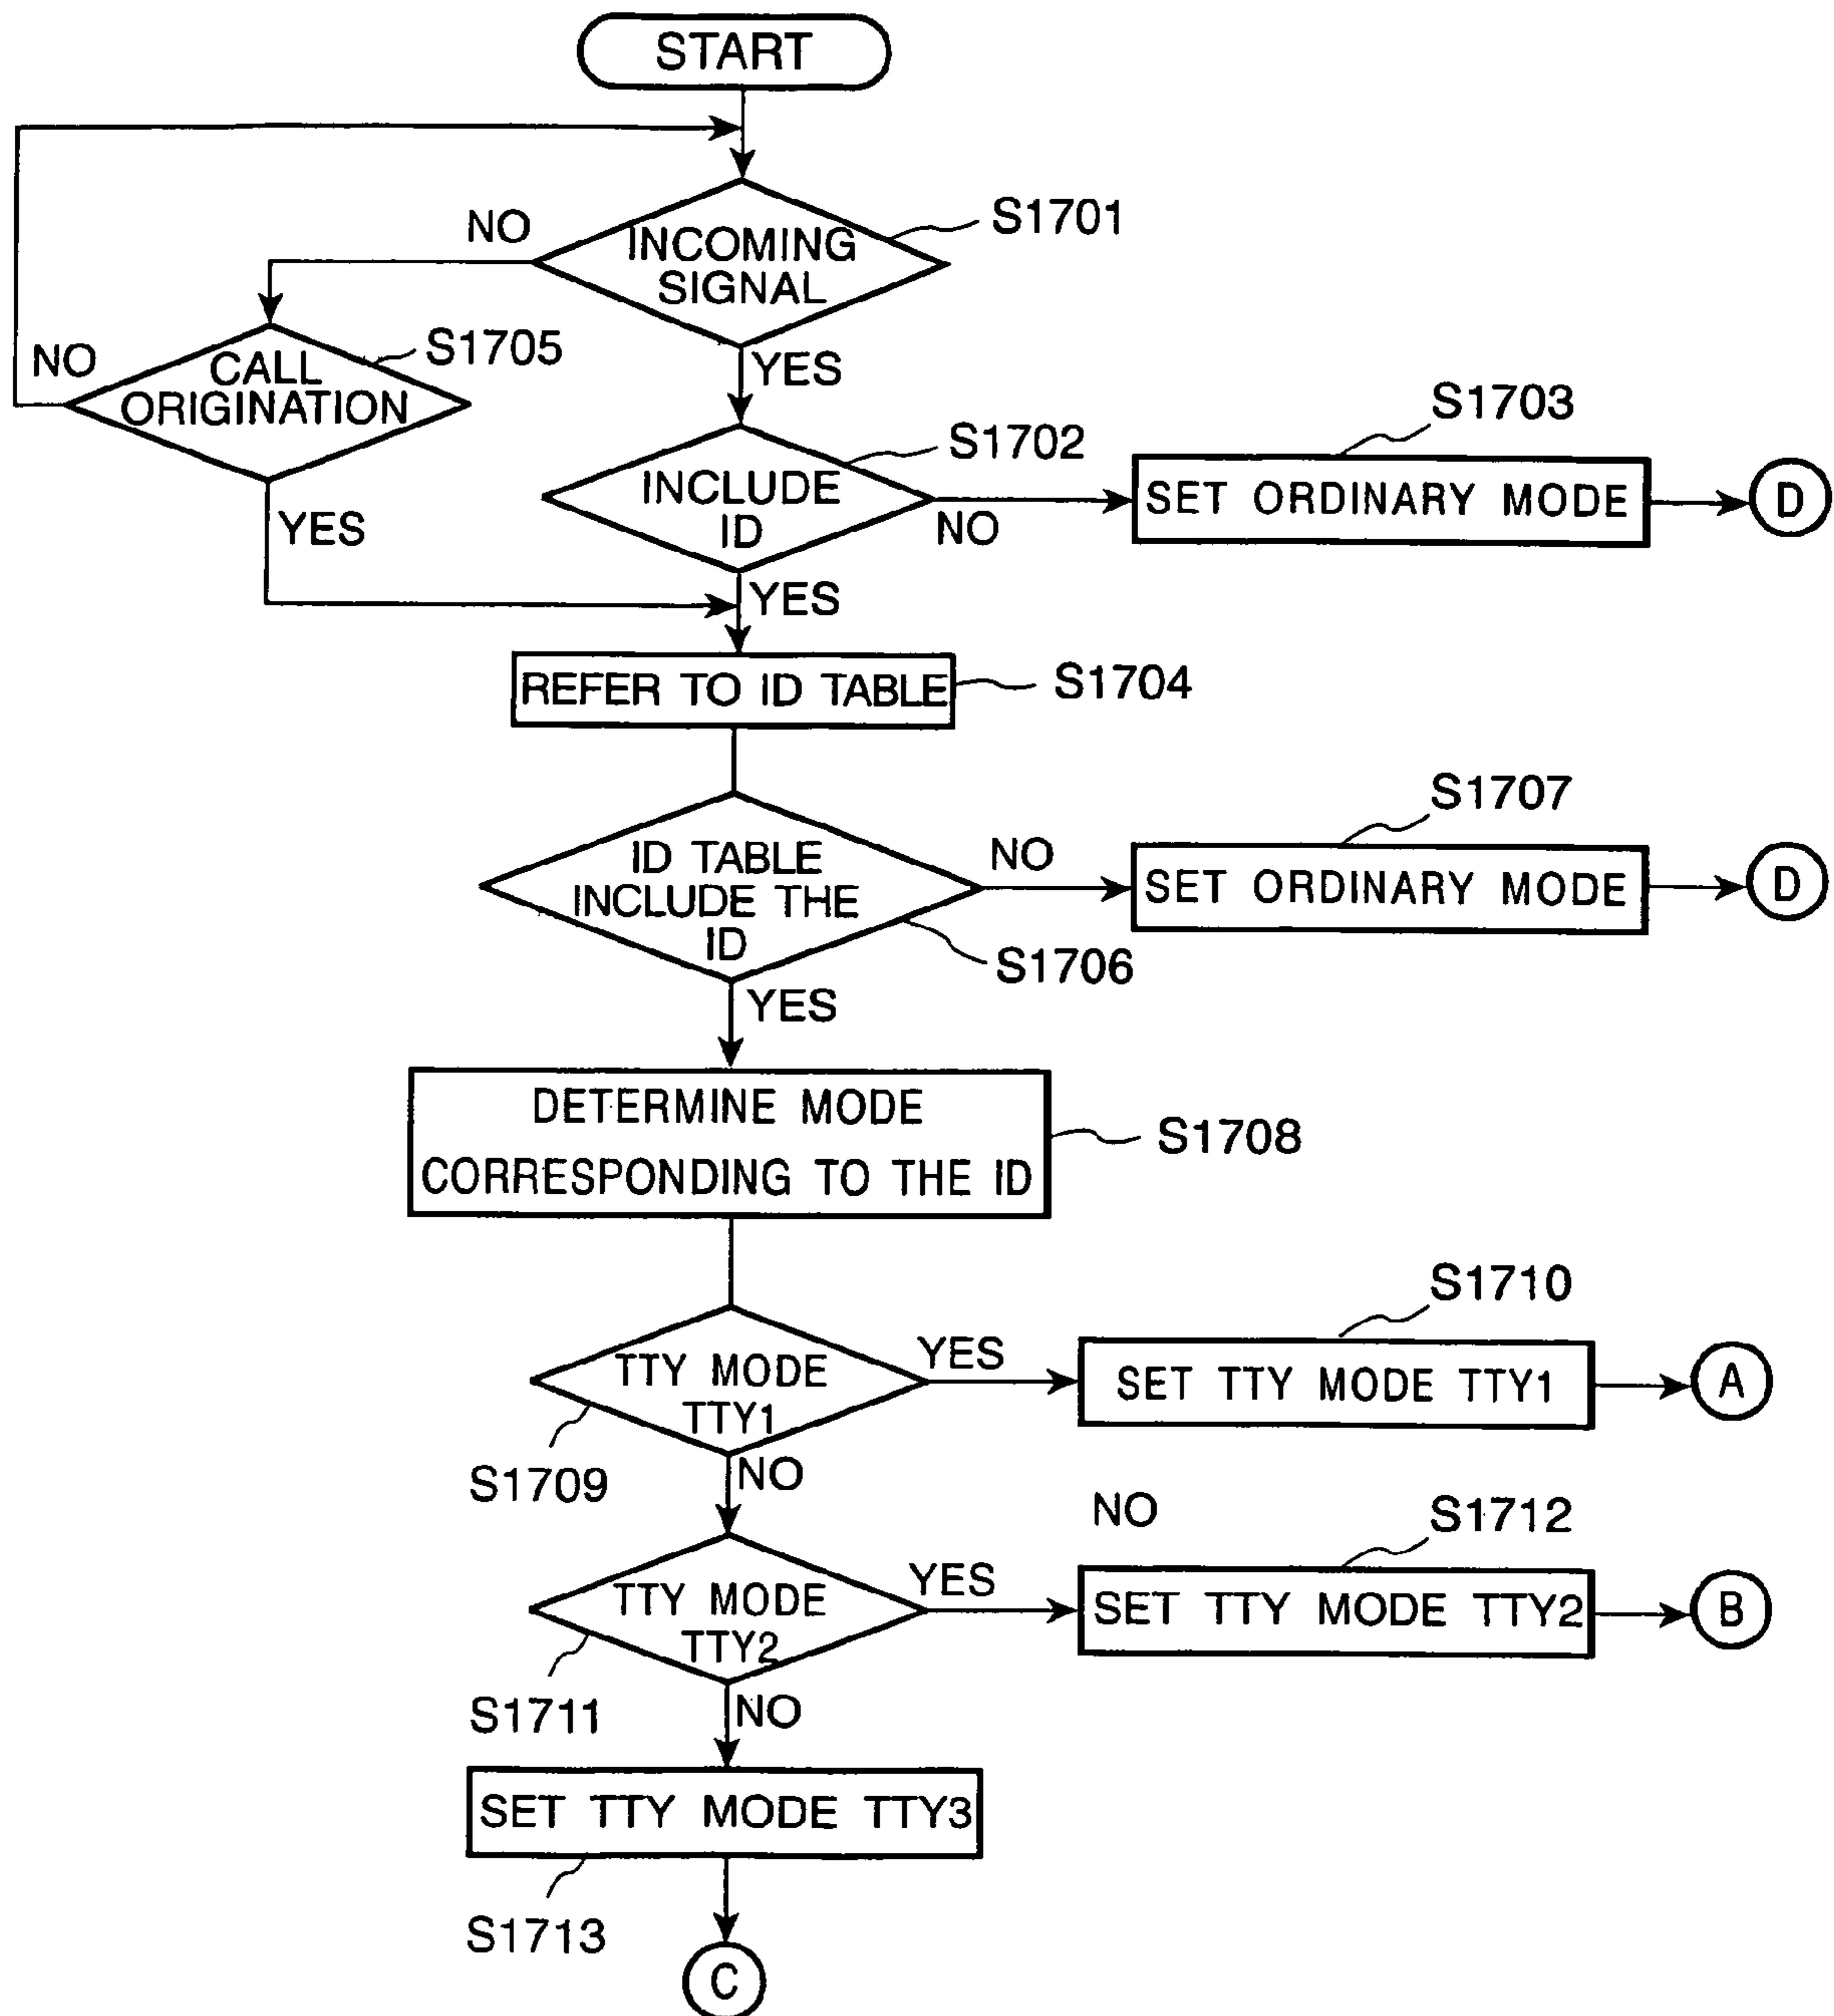 START
NO
INCOMING
SIGNAL
S1701
NO
CALL
ORIGINATION
S1705
YES
YES
INCLUDE
ID
S1702
NO
S1703
SET ORDINARY MODE
D
YES
REFER TO ID TABLE
S1704
ID TABLE
INCLUDE THE
ID
NO
S1706
S1707
SET ORDINARY MODE
D
YES
DETERMINE MODE
CORRESPONDING TO THE ID
S1708
TTY MODE
TTY1
S1709
YES
S1710
SET TTY MODE TTY1
A
NO
NO
TTY MODE
TTY2
S1711
YES
S1712
SET TTY MODE TTY2
B
NO
SET TTY MODE TTY3
S1713
C